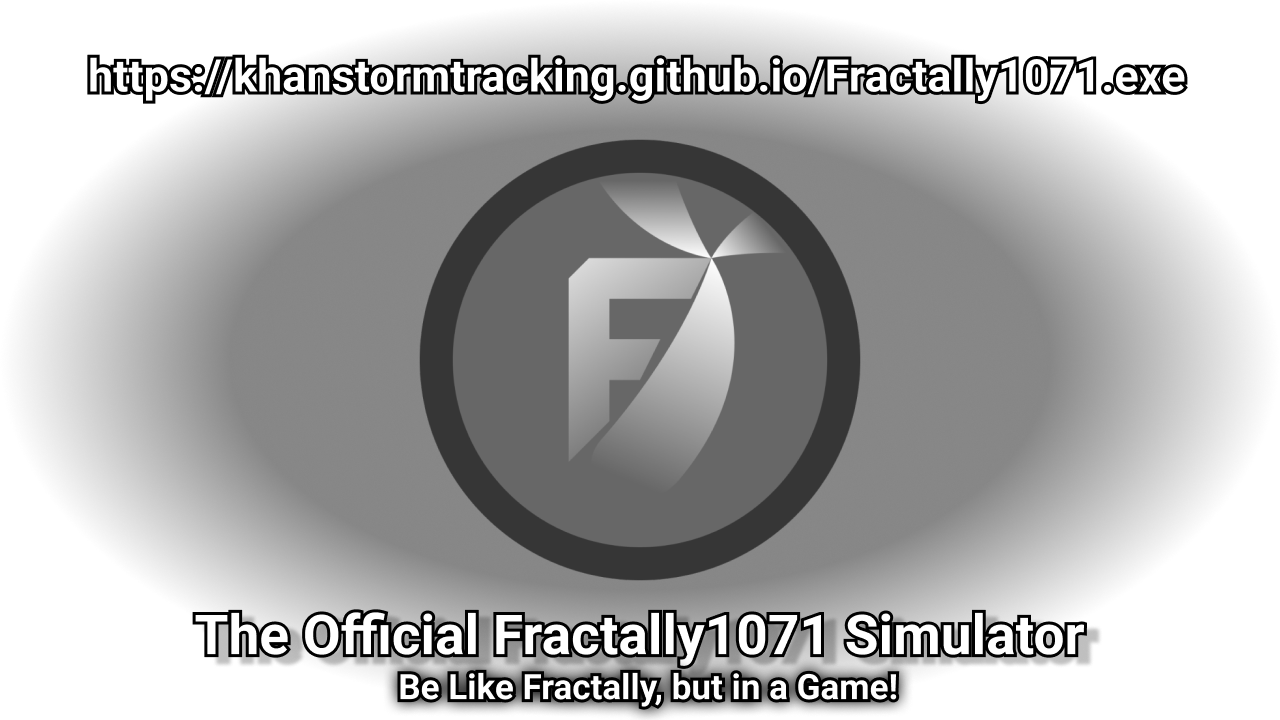 https://khanstormtracking.github.io/Fractally1071.exe
F
The Official Fractally1071 Simulator
Be Like Fractally, but in a Game!